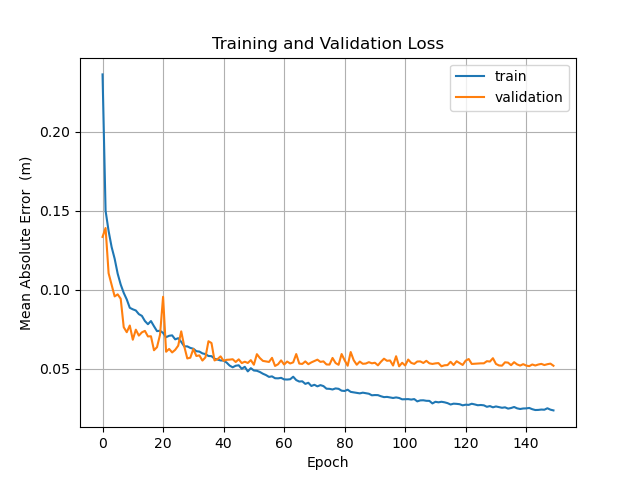 Training and Validation Loss
train
validation
0.20
0.15
0.10
0.05
Mean Absolute Error (m)
0 20 40 60 80 100 120 140
Epoch